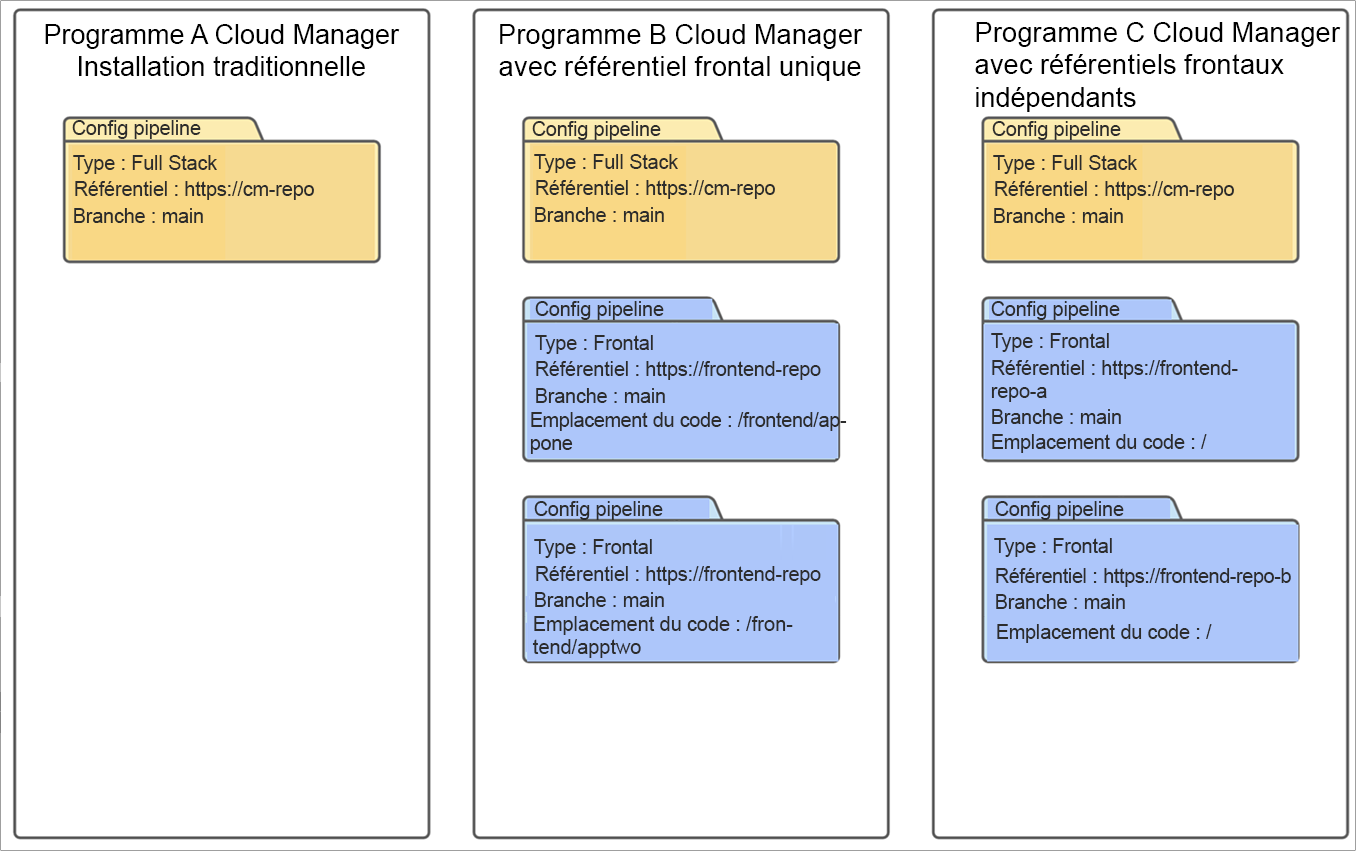 Programme A Cloud Manager
Installation traditionnelle
Config pipeline
Type : Full Stack
Référentiel : https://cm-repo
Branche : main
Programme B Cloud Manager
avec référentiel frontal unique
Config pipeline
Type : Full Stack
Référentiel : https://cm-repo
Branche : main
Config pipeline
Type : Frontal
Référentiel : https://frontend-repo
Branche : main
Emplacement du code : /frontend/ap-
pone
Config pipeline
Type : Frontal
Référentiel : https://frontend-repo
Branche : main
Emplacement du code : /fron-
tend/apptwo
Programme C Cloud Manager
avec référentiels frontaux
indépendants
Config pipeline
Type : Full Stack
Référentiel : https://cm-repo
Branche : main
Config pipeline
Type : Frontal
Référentiel : https://frontend-
repo-a
Branche : main
Emplacement du code : /
Config pipeline
Type : Frontal
Référentiel : https://frontend-repo-b
Branche : main
Emplacement du code : /